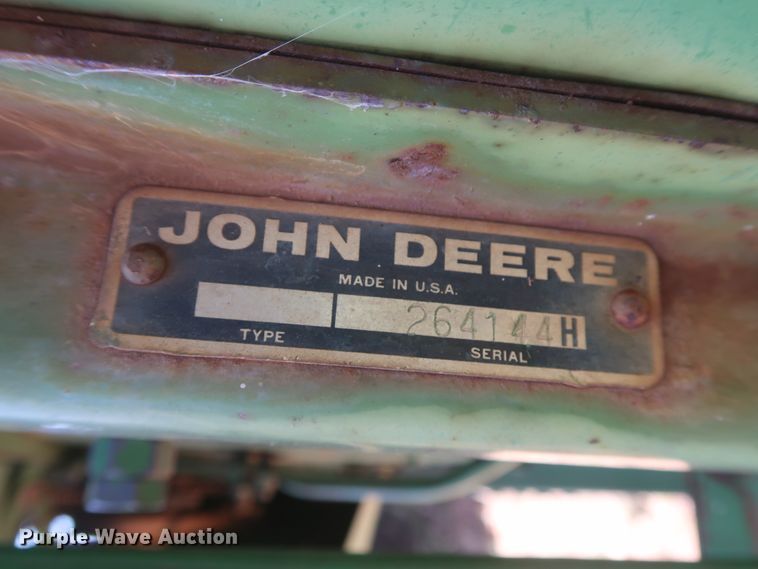 JOHN DEERE
MADE IN U.S.A.
264144H
TYPE SERIAL
Purple Wave Auction